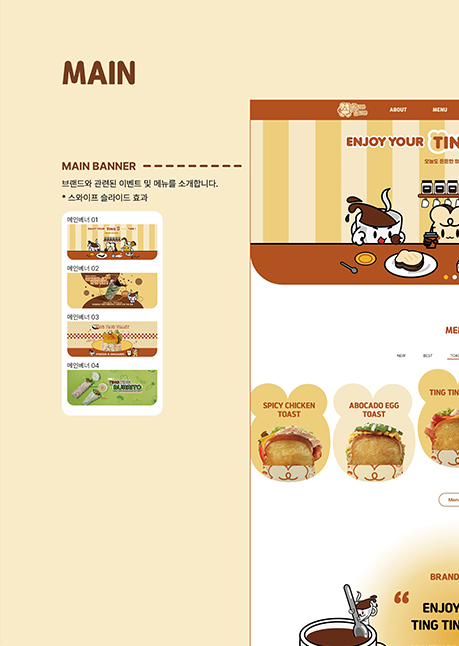 MAIN
MAIN BANNER
브랜드와 관련된 이벤트 및 메뉴를 소개합니다.
* 스와이프 슬라이드 효과
메인배너 01
메인배너 02
메인배너 03
메인배너 04
ABOUT
MENU
ENJOY YOUR TING
오늘도 든든한 하
ME
NEW
BEST
TOAS
SPICY CHICKEN
TOAST
ABOCADO EGG
TOAST
TING TIN
Menu
BRAND
“
ENJOY
TING TIN